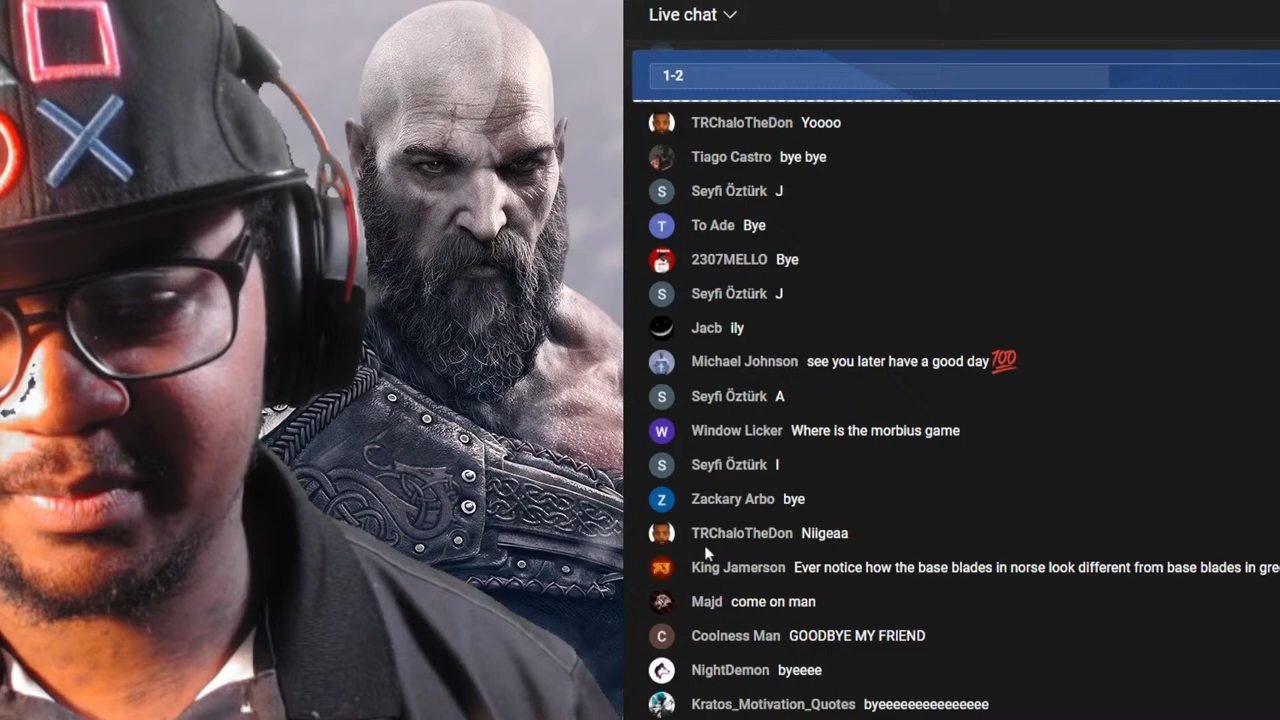 Live chat
1-2
TRChaloTheDon Yoooo
Tiago Castro bye bye
S Seyfi Öztürk J
T To Ade Bye
2307MELLO Bye
S Seyfi Öztürk J
Jacb ily
Michael Johnson see you later have a good day💯
S Seyfi Öztürk A
W Window Licker Where is the morbius game
S Seyfi Öztürk I
Z Zackary Arbo bye
TRChaloTheDon Niigeaa
King Jamerson Ever notice how the base blades in norse look different from base blades in gre
Majd come on man
C Coolness Man GOODBYE MY FRIEND
NightDemon byeeee
Kratos_Motivation_Quotes byeeeeeeeeeeeeeee